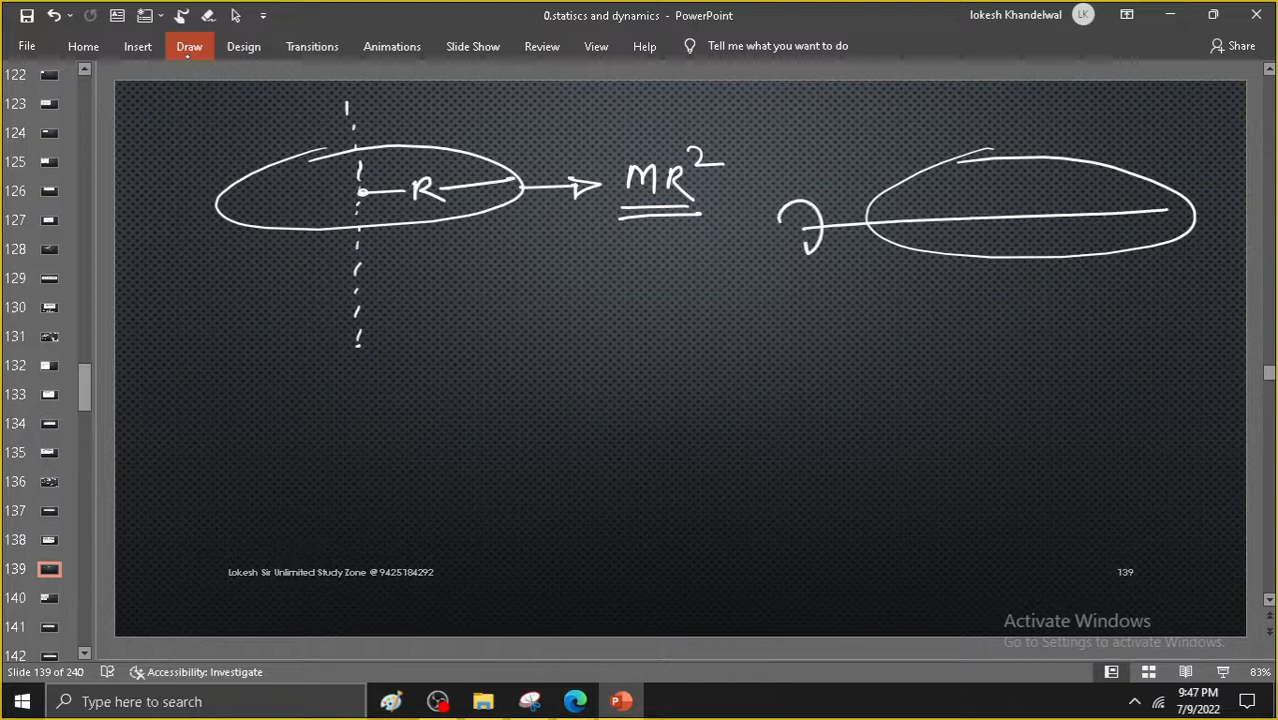 0.statiscs and dynamics - PowerPoint
lokesh Khandelwal
LK
File
Home
Insert
Draw
Design
Transitions
Animations
Slide Show
Review
View
Help
Tell me what you want to do
Share
122
123
124
125
126
127
128
129
130
131
132
133
134
135
136
137
138
139
140
141
142
R
MR²
Lokesh Sir Unlimited Study Zone @ 9425184292
139
Activate Windows
Go to Settings to activate Windows.
Slide 139 of 240
Accessibility: Investigate
83%
Type here to search
9:47 PM
7/9/2022